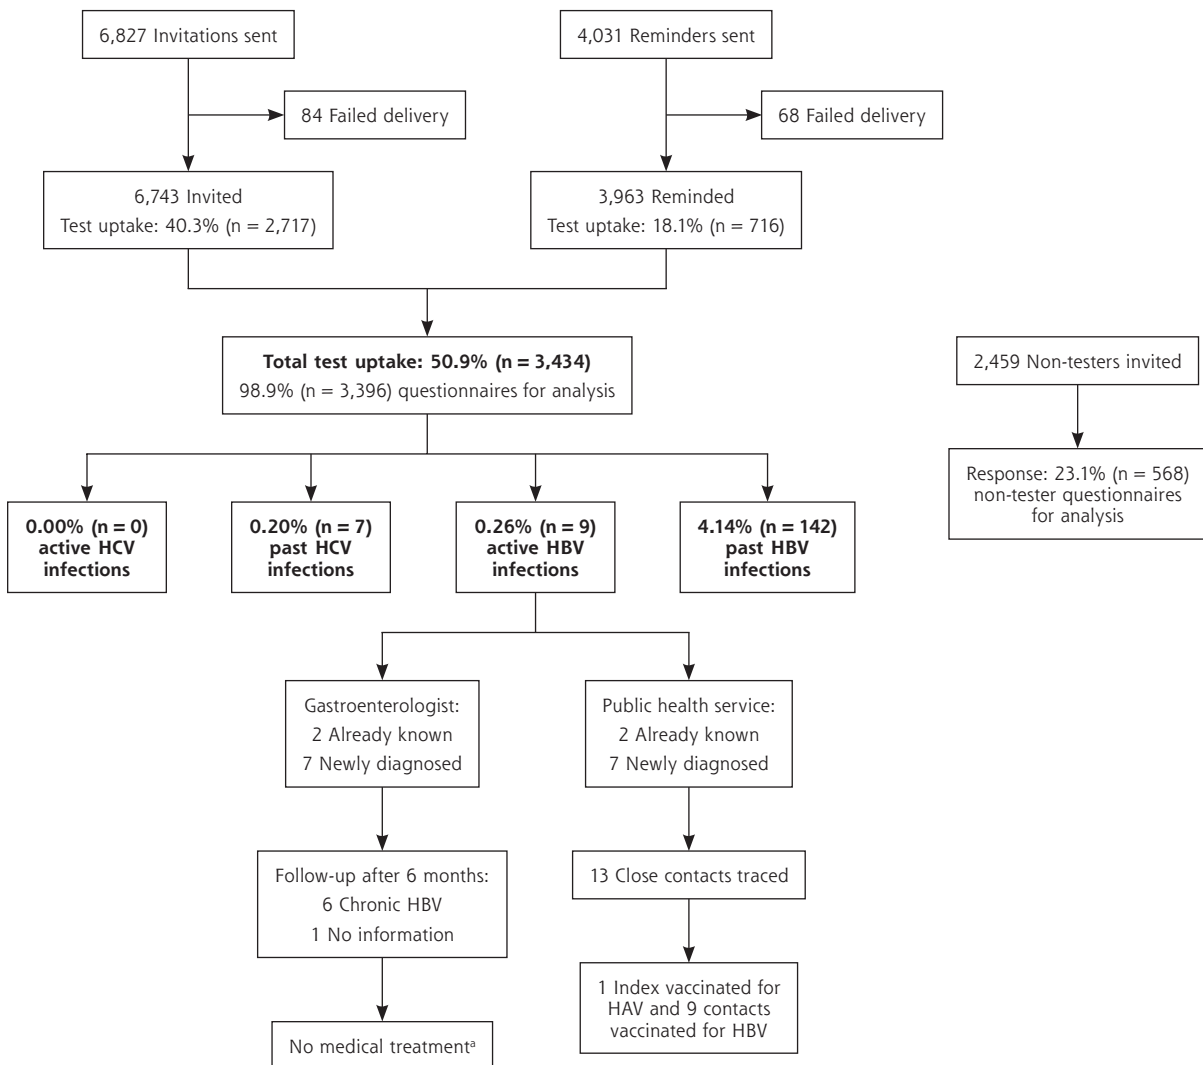 6,827 Invitations sent
4,031 Reminders sent
84 Failed delivery
68 Failed delivery
6,743 Invited
Test uptake: 40.3% (n = 2,717)
3,963 Reminded
Test uptake: 18.1% (n = 716)
Total test uptake: 50.9% (n = 3,434)
98.9% (n = 3,396) questionnaires for analysis
2,459 Non-testers invited
Response: 23.1% (n = 568)
non-tester questionnaires
for analysis
0.00% (n = 0)
active HCV
infections
0.20% (n = 7)
past HCV
infections
0.26% (n = 9)
active HBV
infections
4.14% (n = 142)
past HBV
infections
Gastroenterologist:
2 Already known
7 Newly diagnosed
Public health service:
2 Already known
7 Newly diagnosed
Follow-up after 6 months:
6 Chronic HBV
1 No information
13 Close contacts traced
1 Index vaccinated for
HAV and 9 contacts
vaccinated for HBV
No medical treatmentᵃ